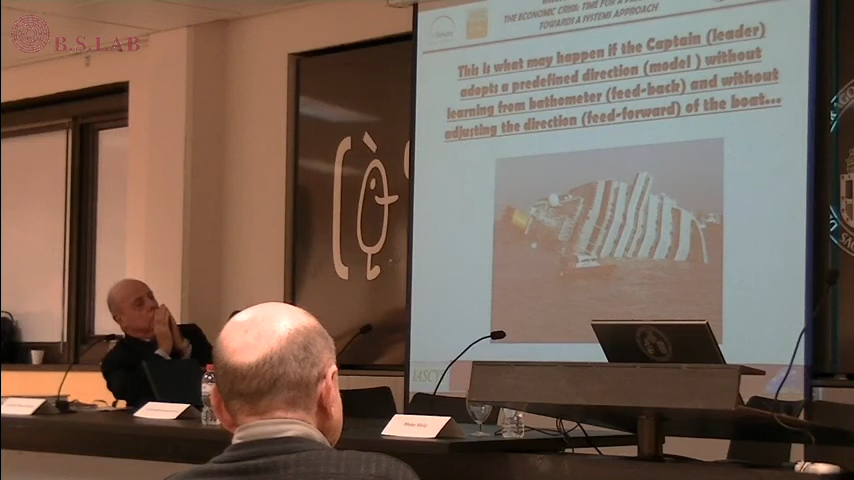 B.S.LAB
THE ECONOMIC CRISIS: TIME FOR A
TOWARDS A SYSTEMS APPROACH
This is what may happen if the Captain (leader)
adopts a predefined direction (model ) without
learning from bathometer (feed-back) and without
adjusting the direction (feed-forward) of the boat...
IASCYS